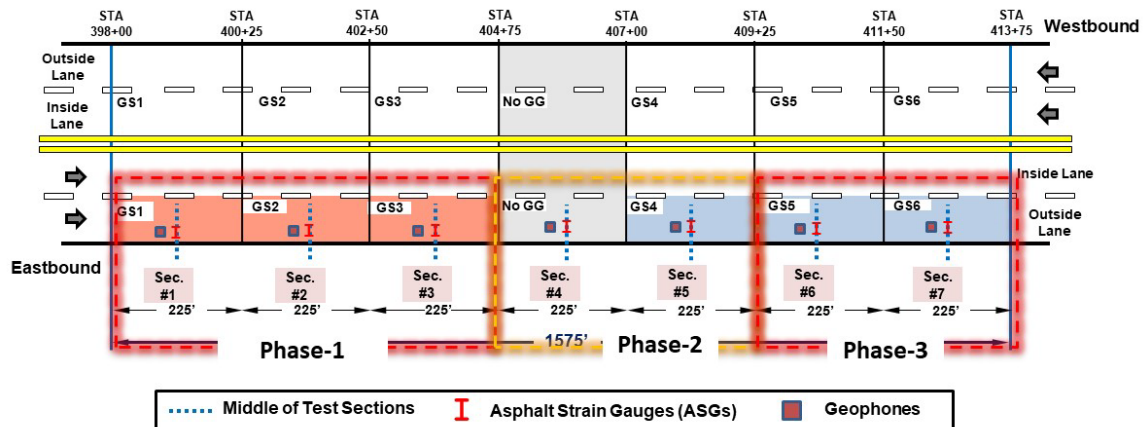 STA 398+00
STA 400+25
STA 402+50
STA 404+75
STA 407+00
STA 409+25
STA 411+50
STA 413+75
Westbound
Outside Lane
Inside Lane
GS1
GS2
GS3
No GG
GS4
GS5
GS6
Inside Lane
GS1
GS2
GS3
No GG
GS4
GS5
GS6
Outside Lane
Eastbound
Sec. #1
Sec. #2
Sec. #3
Sec. #4
Sec. #5
Sec. #6
Sec. #7
225'
225'
225'
225'
225'
225'
225'
Phase-1
1575'
Phase-2
Phase-3
Middle of Test Sections
Asphalt Strain Gauges (ASGs)
Geophones